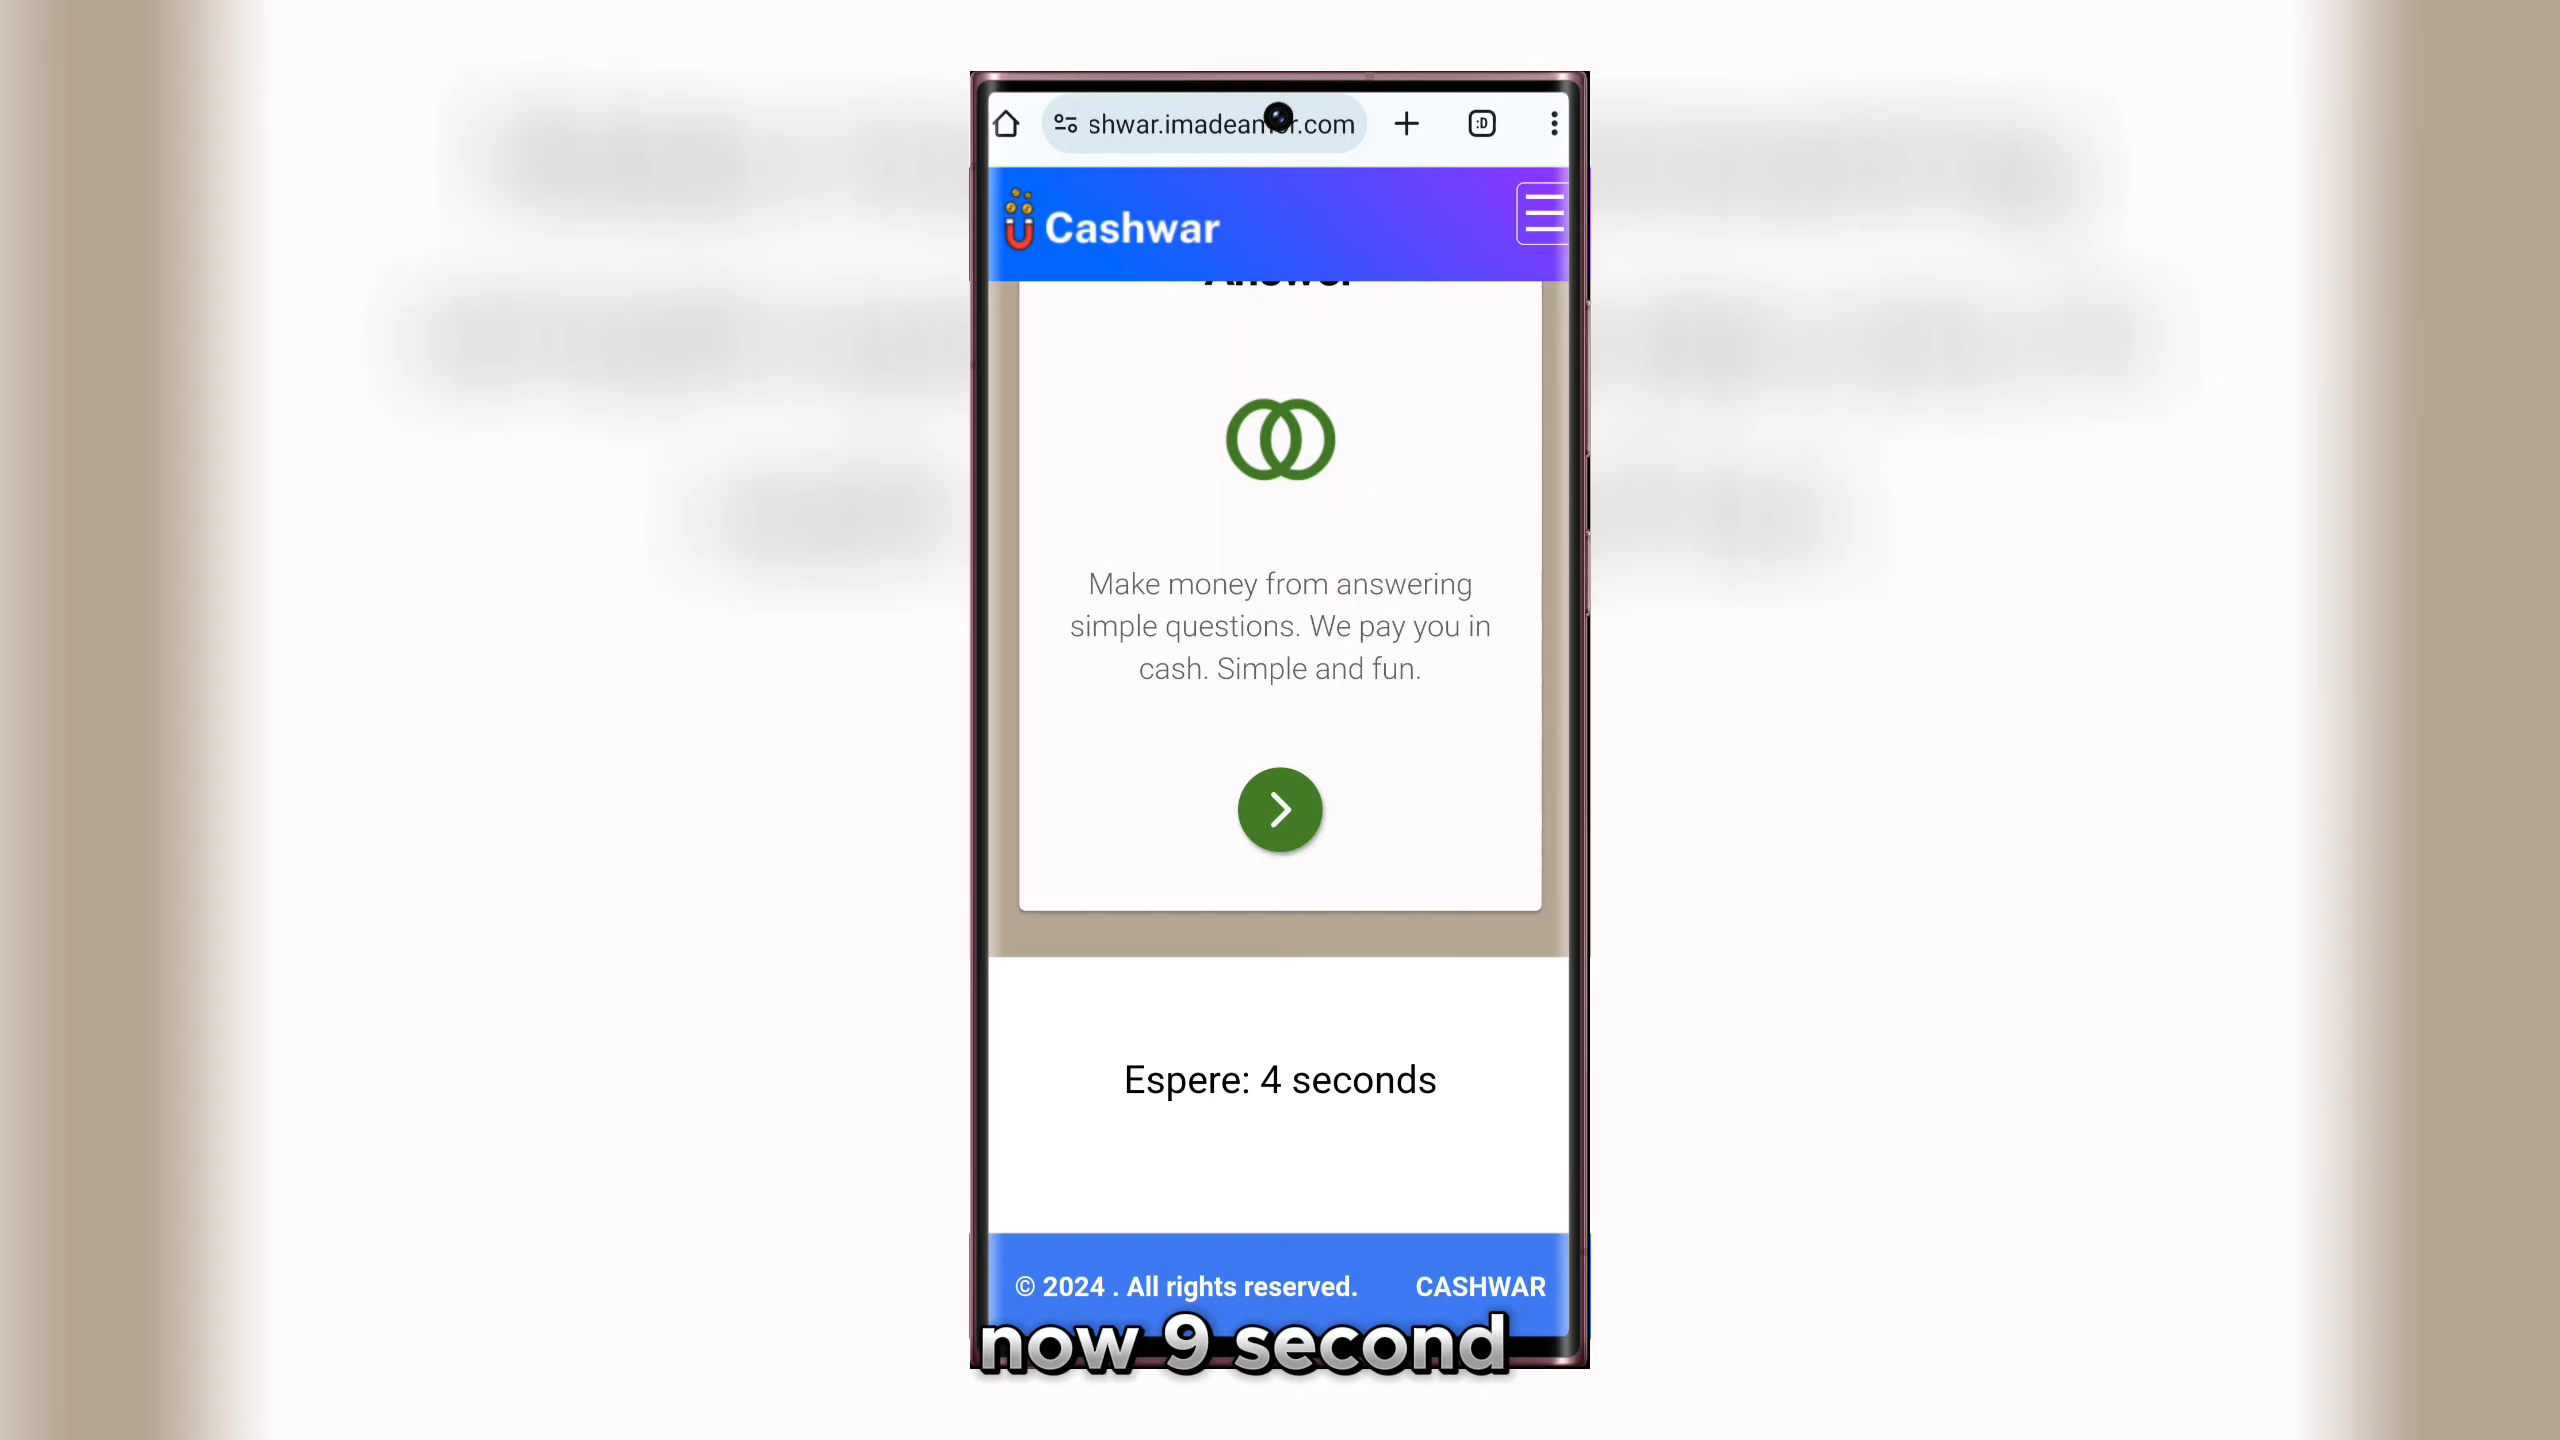 Cashwar
Make money from answering
simple questions. We pay you in
cash. Simple and fun.
Espere: 4 seconds
© 2024 . All rights reserved. CASHWAR
now 9 second